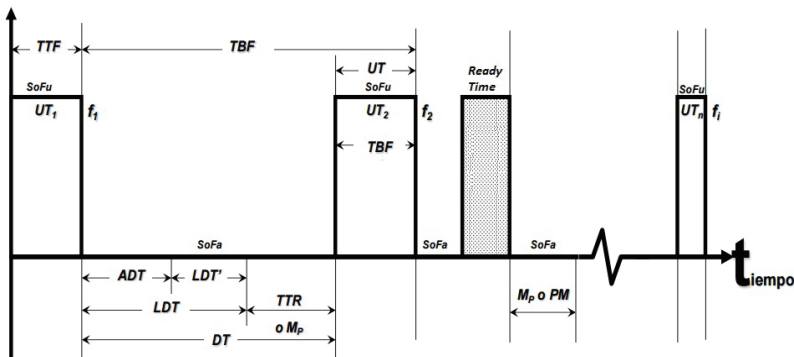 TTF
TBF
UT
Ready
Time
SoFu
SoFu
SoFu
UT1
f1
UT2
f2
UTn
fi
TBF
SoFa
SoFa
SoFa
tiempo
ADT
LDT'
LDT
TTR
MP o PM
o MP
DT